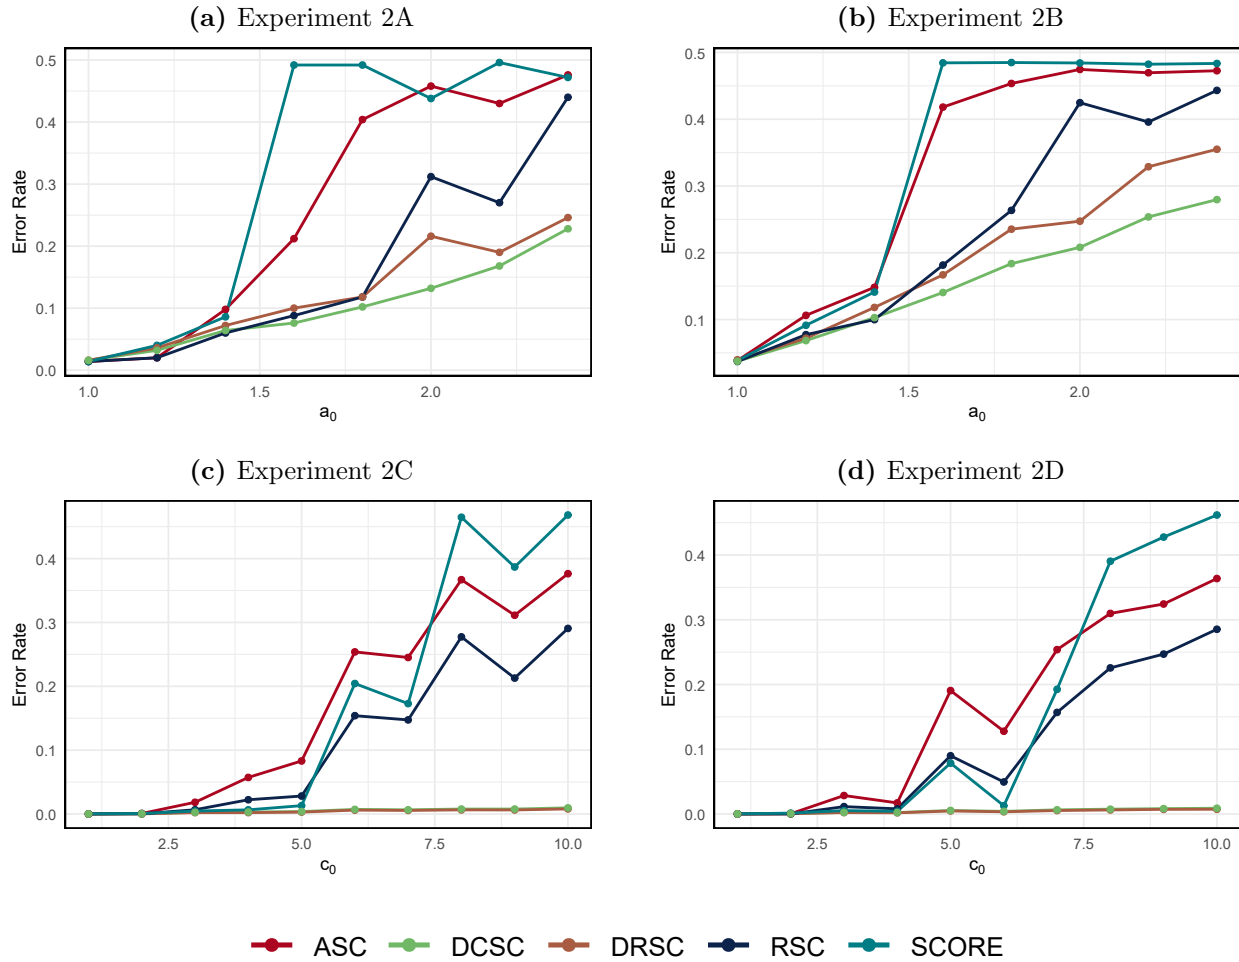 (a) Experiment 2A
(b) Experiment 2B
0.5
0.4
0.3
0.2
0.1
0.0
Error Rate
1.0 1.5 2.0
a0
0.5
0.4
0.3
0.2
0.1
Error Rate
1.0 1.5 2.0
a0
(c) Experiment 2C
(d) Experiment 2D
0.4
0.3
0.2
0.1
0.0
Error Rate
2.5 5.0 7.5 10.0
c0
0.4
0.3
0.2
0.1
0.0
Error Rate
2.5 5.0 7.5 10.0
c0
ASC DCSC DRSC RSC SCORE